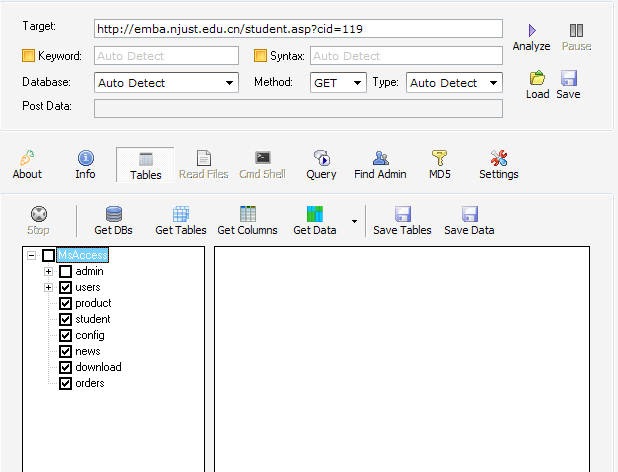 Target: http://emba.njust.edu.cn/student.asp?cid=119
Analyze Pause
Keyword: Auto Detect Syntax: Auto Detect
Database: Auto Detect Method: GET Type: Auto Detect
Load Save
Post Data:
About Info Tables Read Files Cmd Shell Query Find Admin MD5 Settings
Stop Get DBs Get Tables Get Columns Get Data Save Tables Save Data
MsAccess
admin
users
product
student
config
news
download
orders